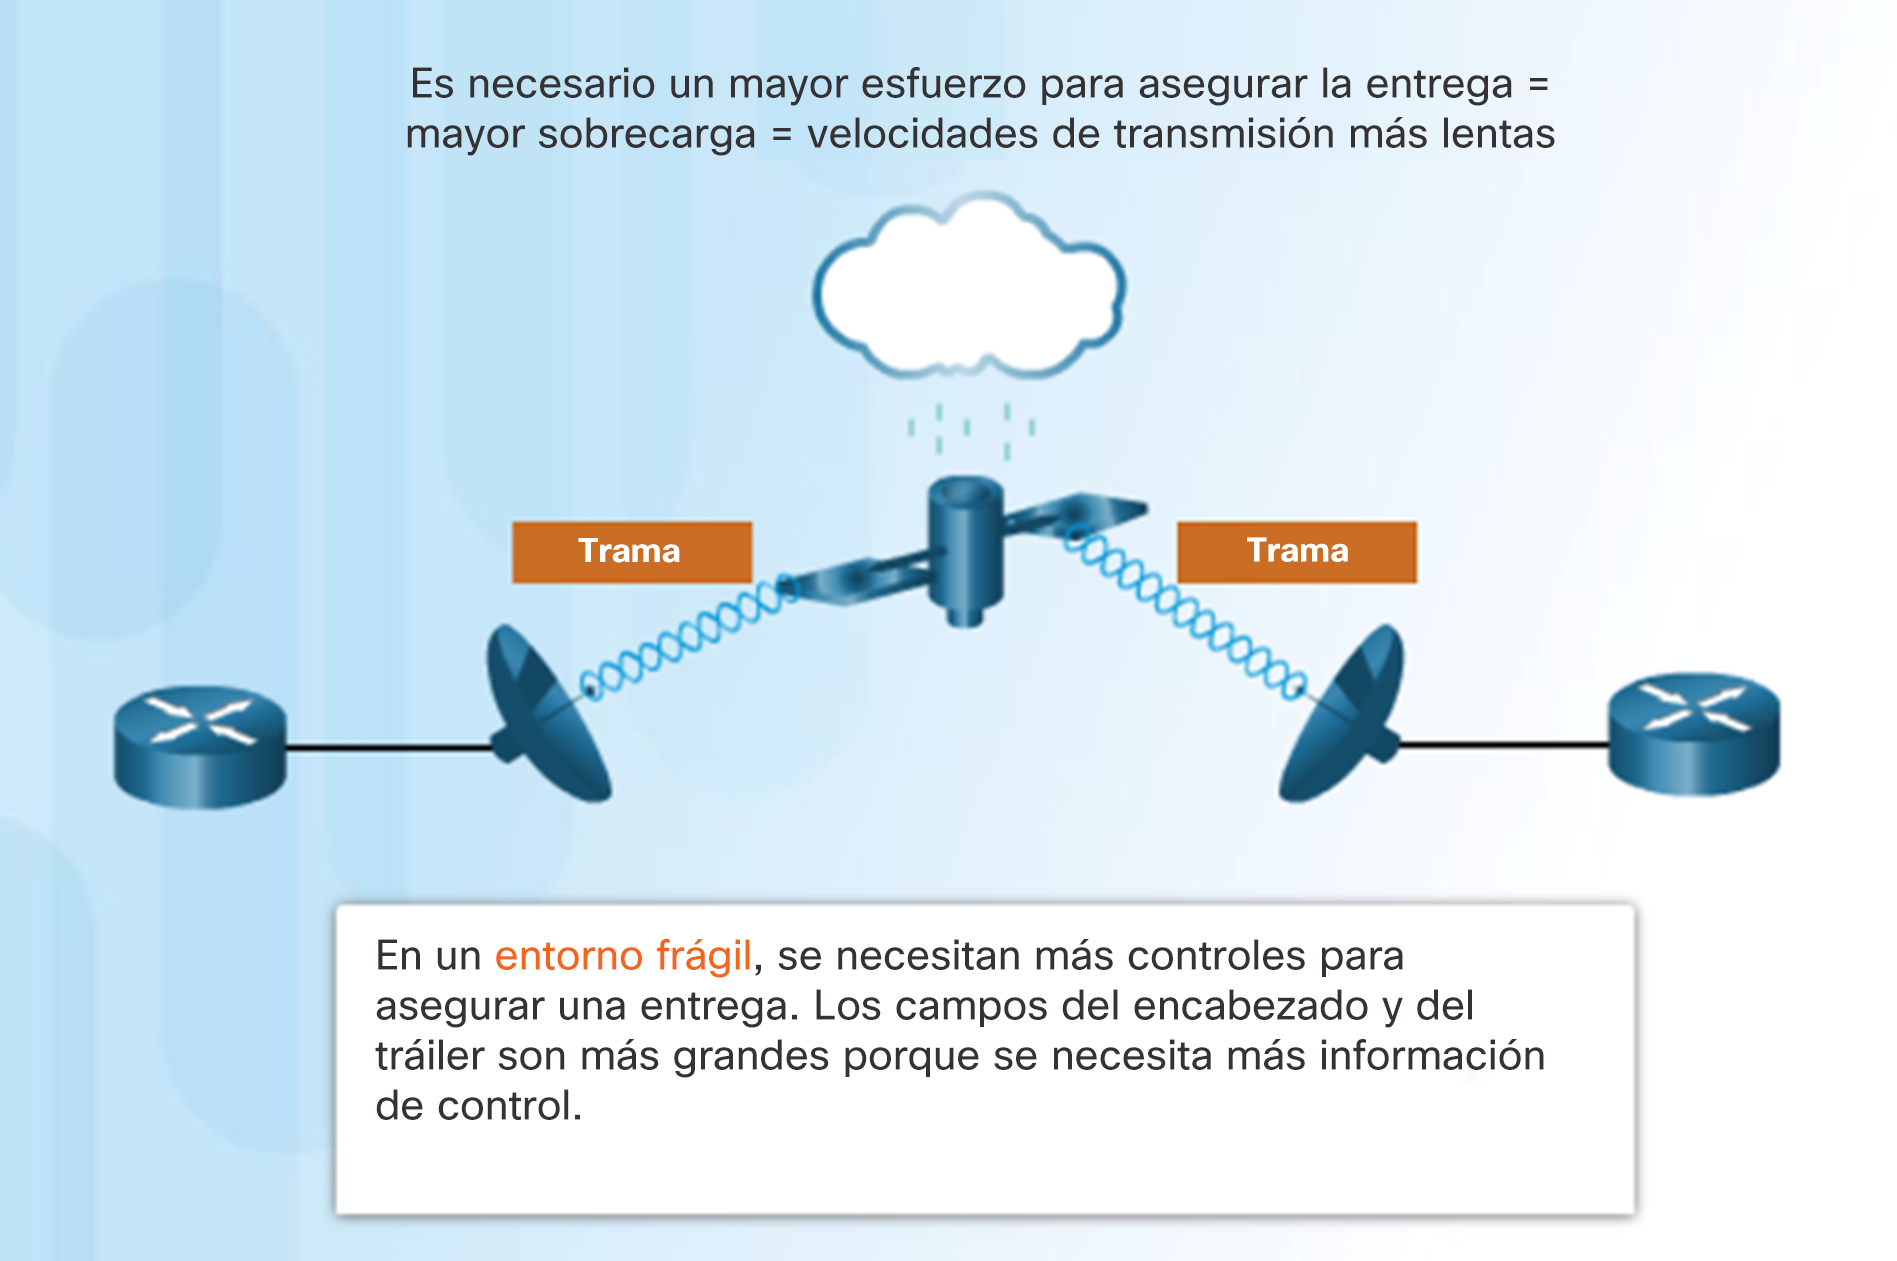 Es necesario un mayor esfuerzo para asegurar la entrega =
mayor sobrecarga = velocidades de transmisión más lentas
Trama
Trama
En un entorno frágil, se necesitan más controles para
asegurar una entrega. Los campos del encabezado y del
tráiler son más grandes porque se necesita más información
de control.